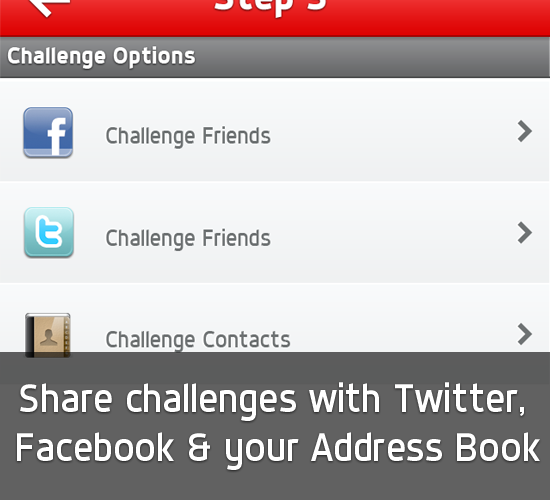 Step 3
Challenge Options
Challenge Friends
Challenge Friends
Challenge Contacts
Share challenges with Twitter,
Facebook & your Address Book